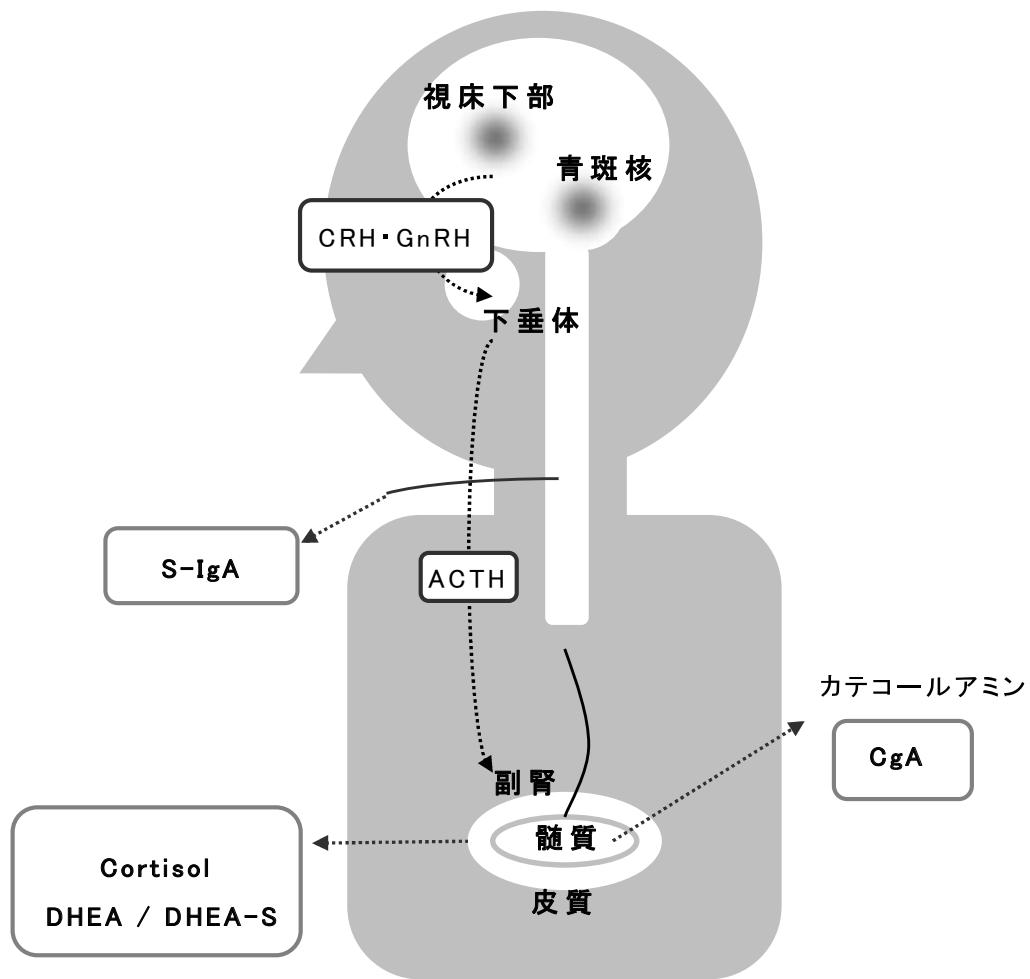 視床下部
青斑核
CRH・GnRH
下垂体
S-IgA
ACTH
カテコールアミン
CgA
副腎
髄質
Cortisol
DHEA / DHEA-S
皮質